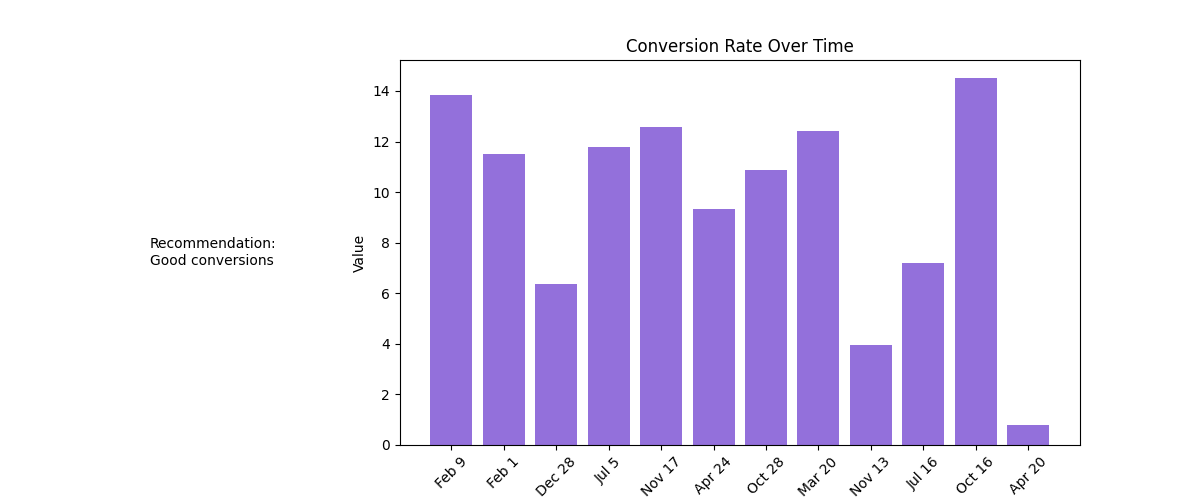 Conversion Rate Over Time
Recommendation:
Good conversions
Value
14
12
10
8
6
4
2
0
Feb 9
Feb 1
Dec 28
Jul 5
Nov 17
Apr 24
Oct 28
Mar 20
Nov 13
Jul 16
Oct 16
Apr 20